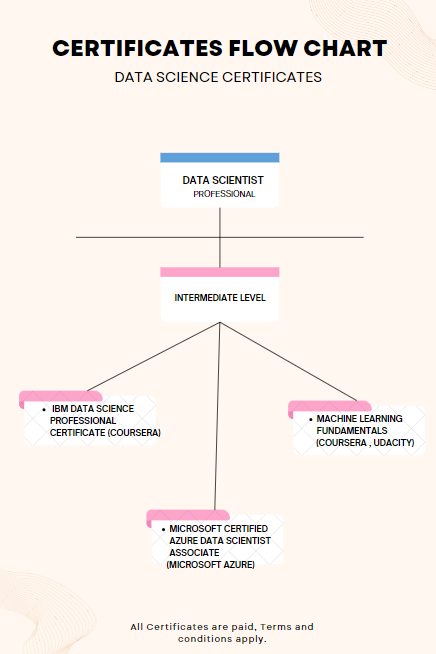 CERTIFICATES FLOW CHART
DATA SCIENCE CERTIFICATES
DATA SCIENTIST
PROFESSIONAL
INTERMEDIATE LEVEL
• IBM DATA SCIENCE
PROFESSIONAL
CERTIFICATE (COURSERA)
• MACHINE LEARNING
FUNDAMENTALS
(COURSERA , UDACITY)
• MICROSOFT CERTIFIED
AZURE DATA SCIENTIST
ASSOCIATE
(MICROSOFT AZURE)
All Certificates are paid, Terms and
conditions apply.